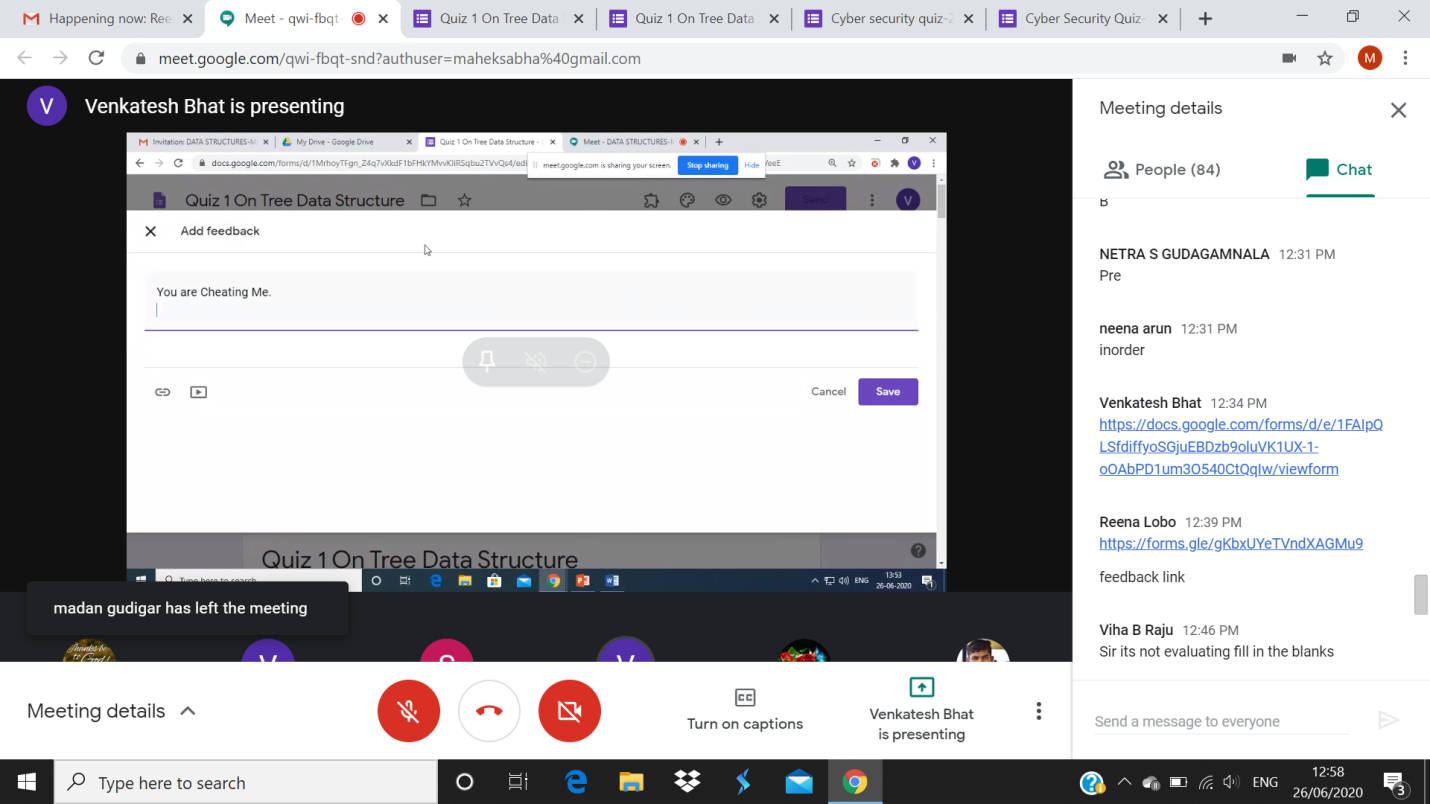 Happening now: Ree
Meet - qwi-fbqt-
Quiz 1 On Tree Data
Quiz 1 On Tree Data
Cyber security quiz-2
Cyber Security Quiz-
meet.google.com/qwi-fbqt-snd?authuser=maheksabha%40gmail.com
M
V
Venkatesh Bhat is presenting
Invitation: DATA STRUCTURES-M
My Drive - Google Drive
Quiz 1 On Tree Data Structure -
Meet - DATA STRUCTURES-
meet.google.com is sharing your screen.
Stop sharing
Hide
V
Quiz 1 On Tree Data Structure
Send
V
Add feedback
You are Cheating Me.
Cancel
Save
Quiz 1 On Tree Data Structure
Type here to search
ENG
13:53
26-06-2020
madan gudigar has left the meeting
Meeting details
Turn on captions
Venkatesh Bhat
is presenting
Meeting details
People (84)
Chat
B
NETRA S GUDAGAMNALA 12:31 PM
Pre
neena arun 12:31 PM
inorder
Venkatesh Bhat 12:34 PM
https://docs.google.com/forms/d/e/1FAIpQ
LSfdiffyoSGjuEBDzb9oluVK1UX-1-
oOAbPD1um3O540CtQqIw/viewform
Reena Lobo 12:39 PM
https://forms.gle/gKbxUYeTVndXAGMu9
feedback link
Viha B Raju 12:46 PM
Sir its not evaluating fill in the blanks
Send a message to everyone
Type here to search
ENG
12:58
26/06/2020
3